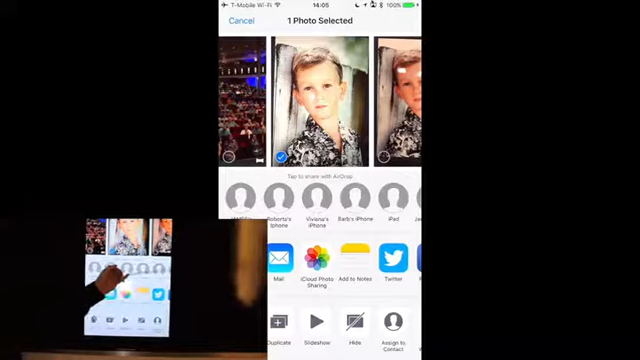 T-Mobile Wi-Fi 14:05 100%
Cancel 1 Photo Selected
Tap to share with AirDrop
Roberta's iPhone
Viviana's iPhone
Barb's iPhone
iPad
Mail
iCloud Photo Sharing
Add to Notes
Twitter
Duplicate
Slideshow
Hide
Assign to Contact